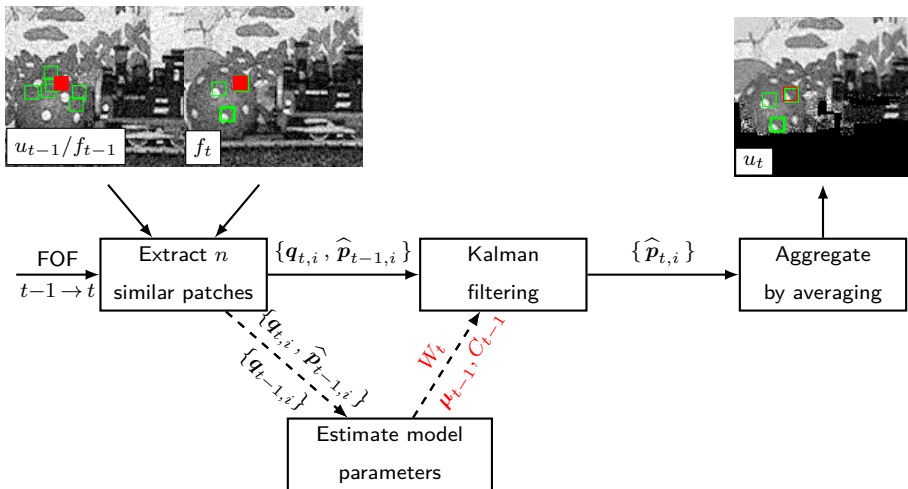 u_{t−1}/f_{t−1}
f_t
u_t
FOF
t−1→t
Extract n
similar patches
{q_{t,i}, p̂_{t−1,i}}
Kalman
filtering
{p̂_{t,i}}
Aggregate
by averaging
{q_{t,i}, p̂_{t−1,i}}
{q_{t−1,i}}
W_t
μ_{t−1}, C_{t−1}
Estimate model
parameters